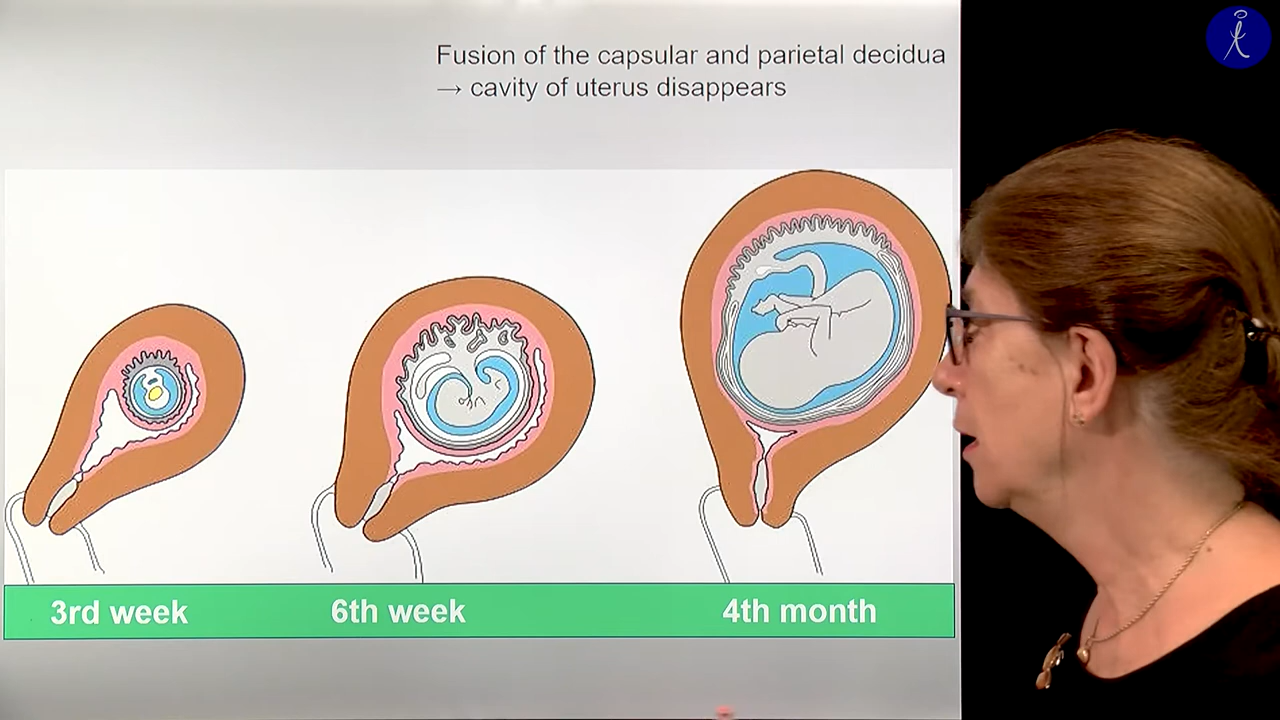 Fusion of the capsular and parietal decidua
→ cavity of uterus disappears
3rd week
6th week
4th month